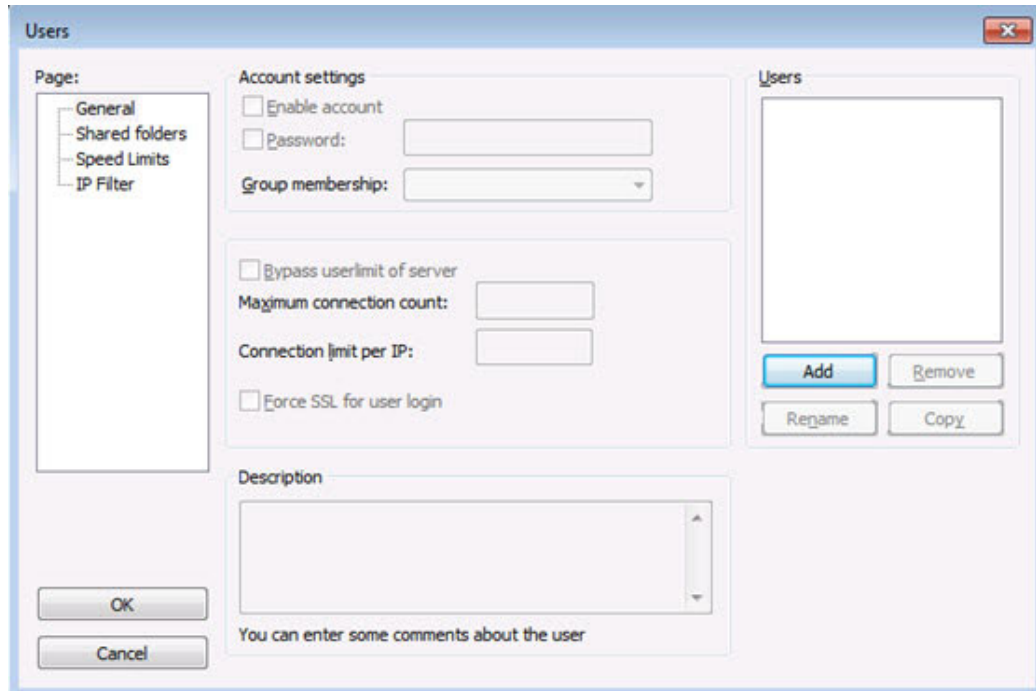 Users
Page:
General
Shared folders
Speed Limits
IP Filter
Account settings
Enable account
Password:
Group membership:
Bypass userlimit of server
Maximum connection count:
Connection limit per IP:
Force SSL for user login
Description
You can enter some comments about the user
Users
Add
Remove
Rename
Copy
OK
Cancel